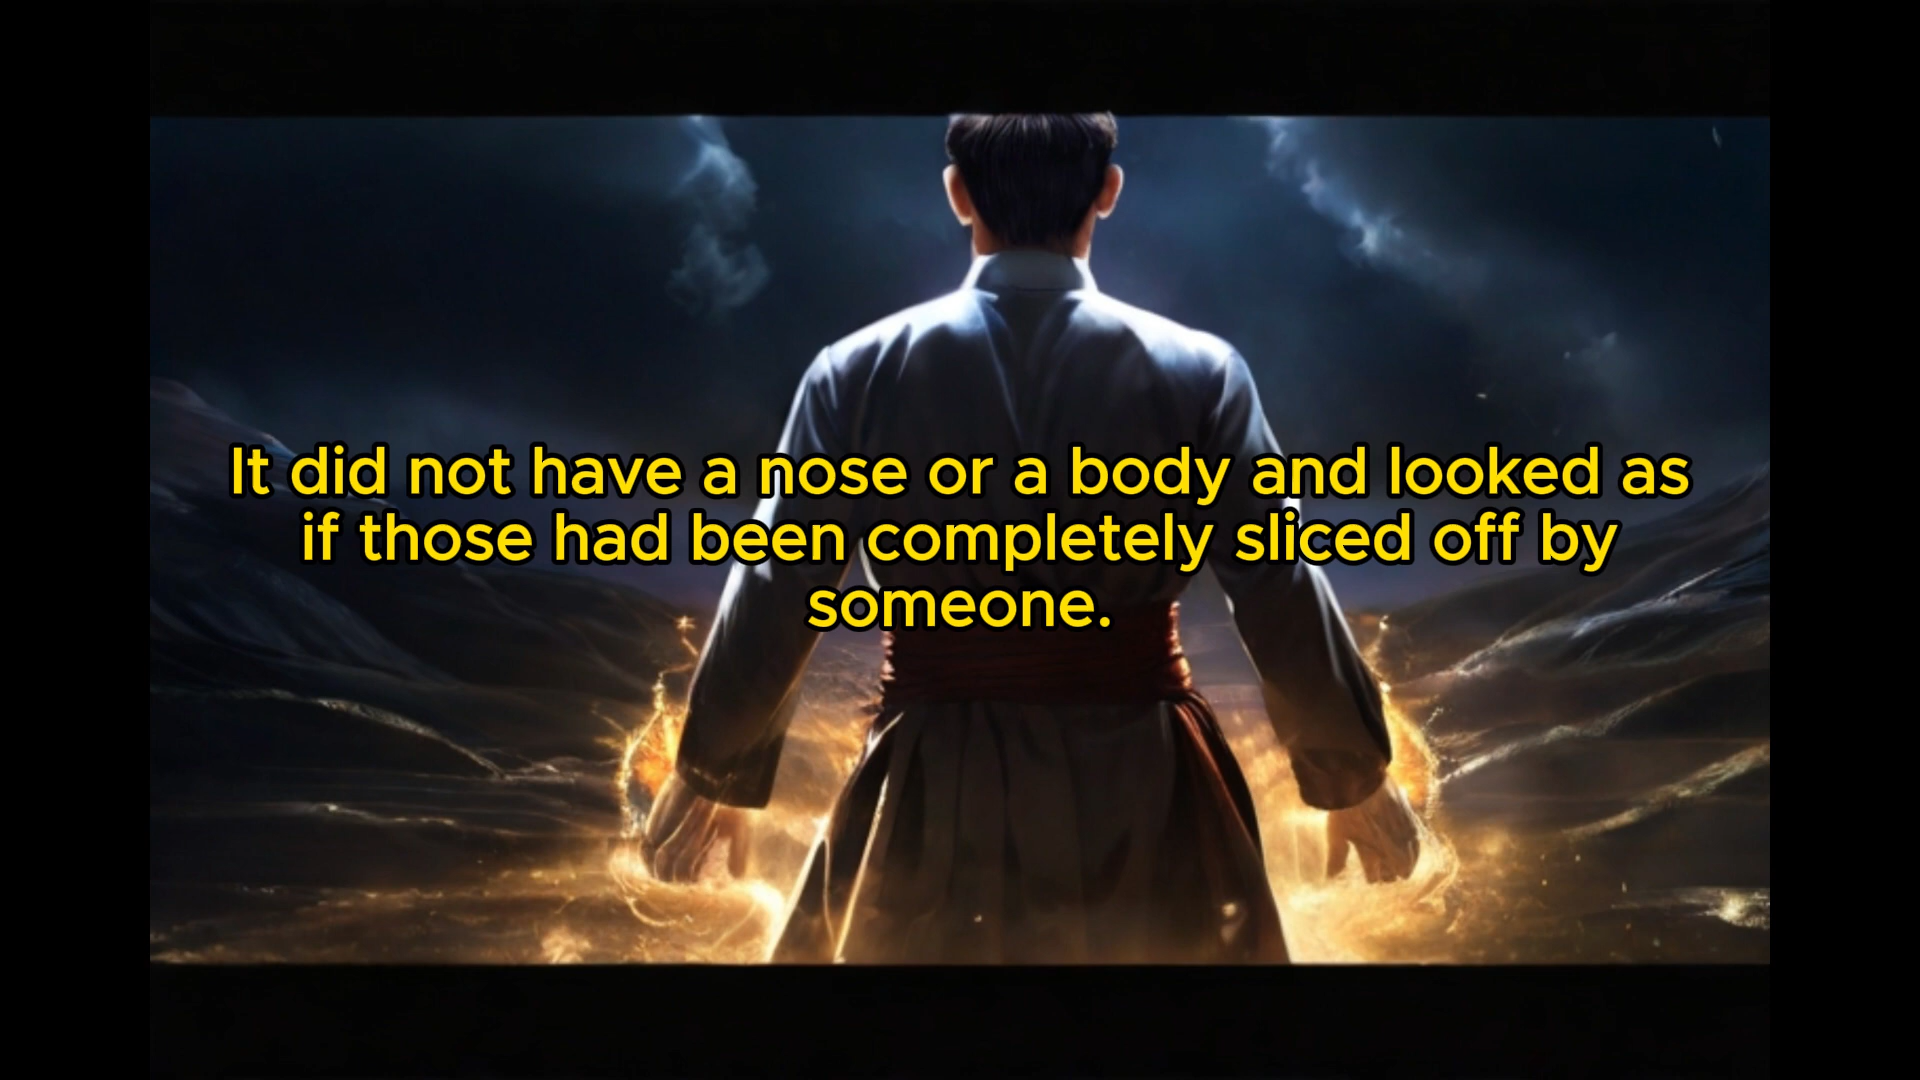 It did not have a nose or a body and looked as
if those had been completely sliced off by
someone.